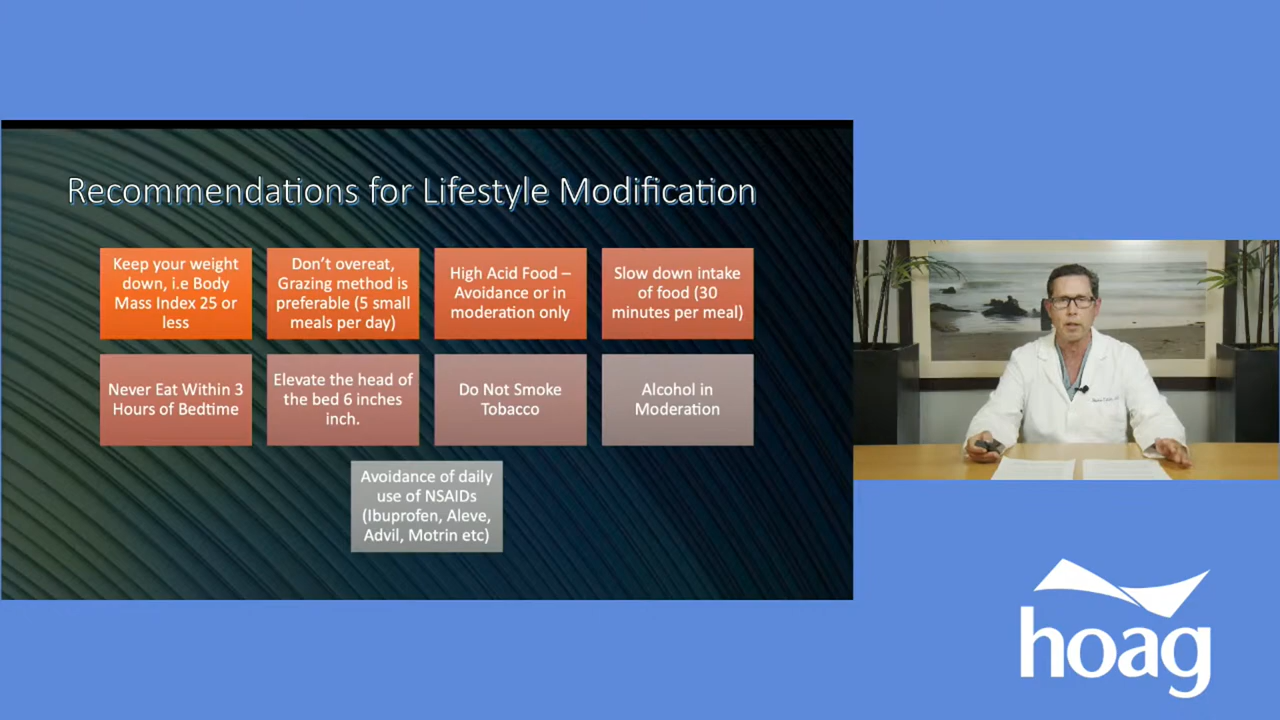 Recommendations for Lifestyle Modification
Keep your weight
down, i.e Body
Mass Index 25 or
less
Don't overeat,
Grazing method is
preferable (5 small
meals per day)
High Acid Food –
Avoidance or in
moderation only
Slow down intake
of food (30
minutes per meal)
Never Eat Within 3
Hours of Bedtime
Elevate the head of
the bed 6 inches
inch.
Do Not Smoke
Tobacco
Alcohol in
Moderation
Avoidance of daily
use of NSAIDs
(Ibuprofen, Aleve,
Advil, Motrin etc)
hoag